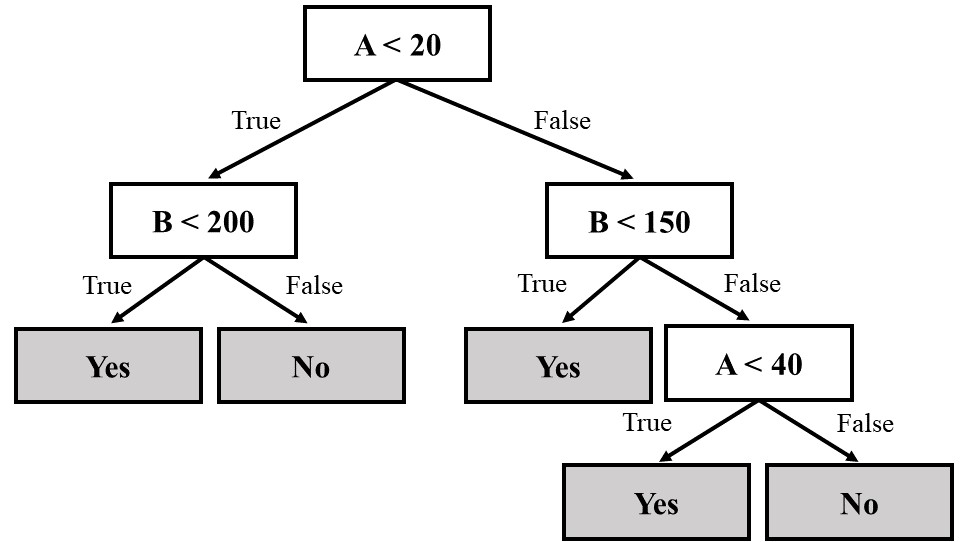 A < 20
True
False
B < 200
B < 150
True
False
True
False
Yes
No
Yes
A < 40
True
False
Yes
No